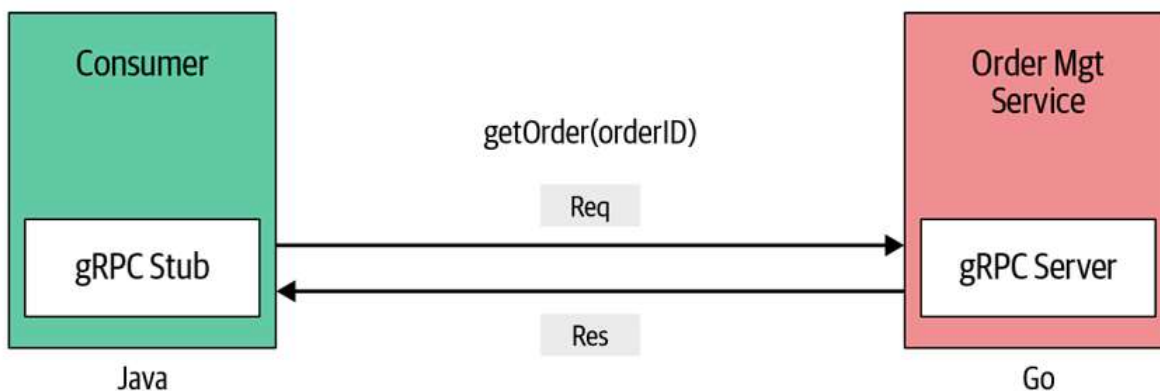 Consumer
Order Mgt
Service
getOrder(orderID)
Req
gRPC Stub
gRPC Server
Res
Java
Go